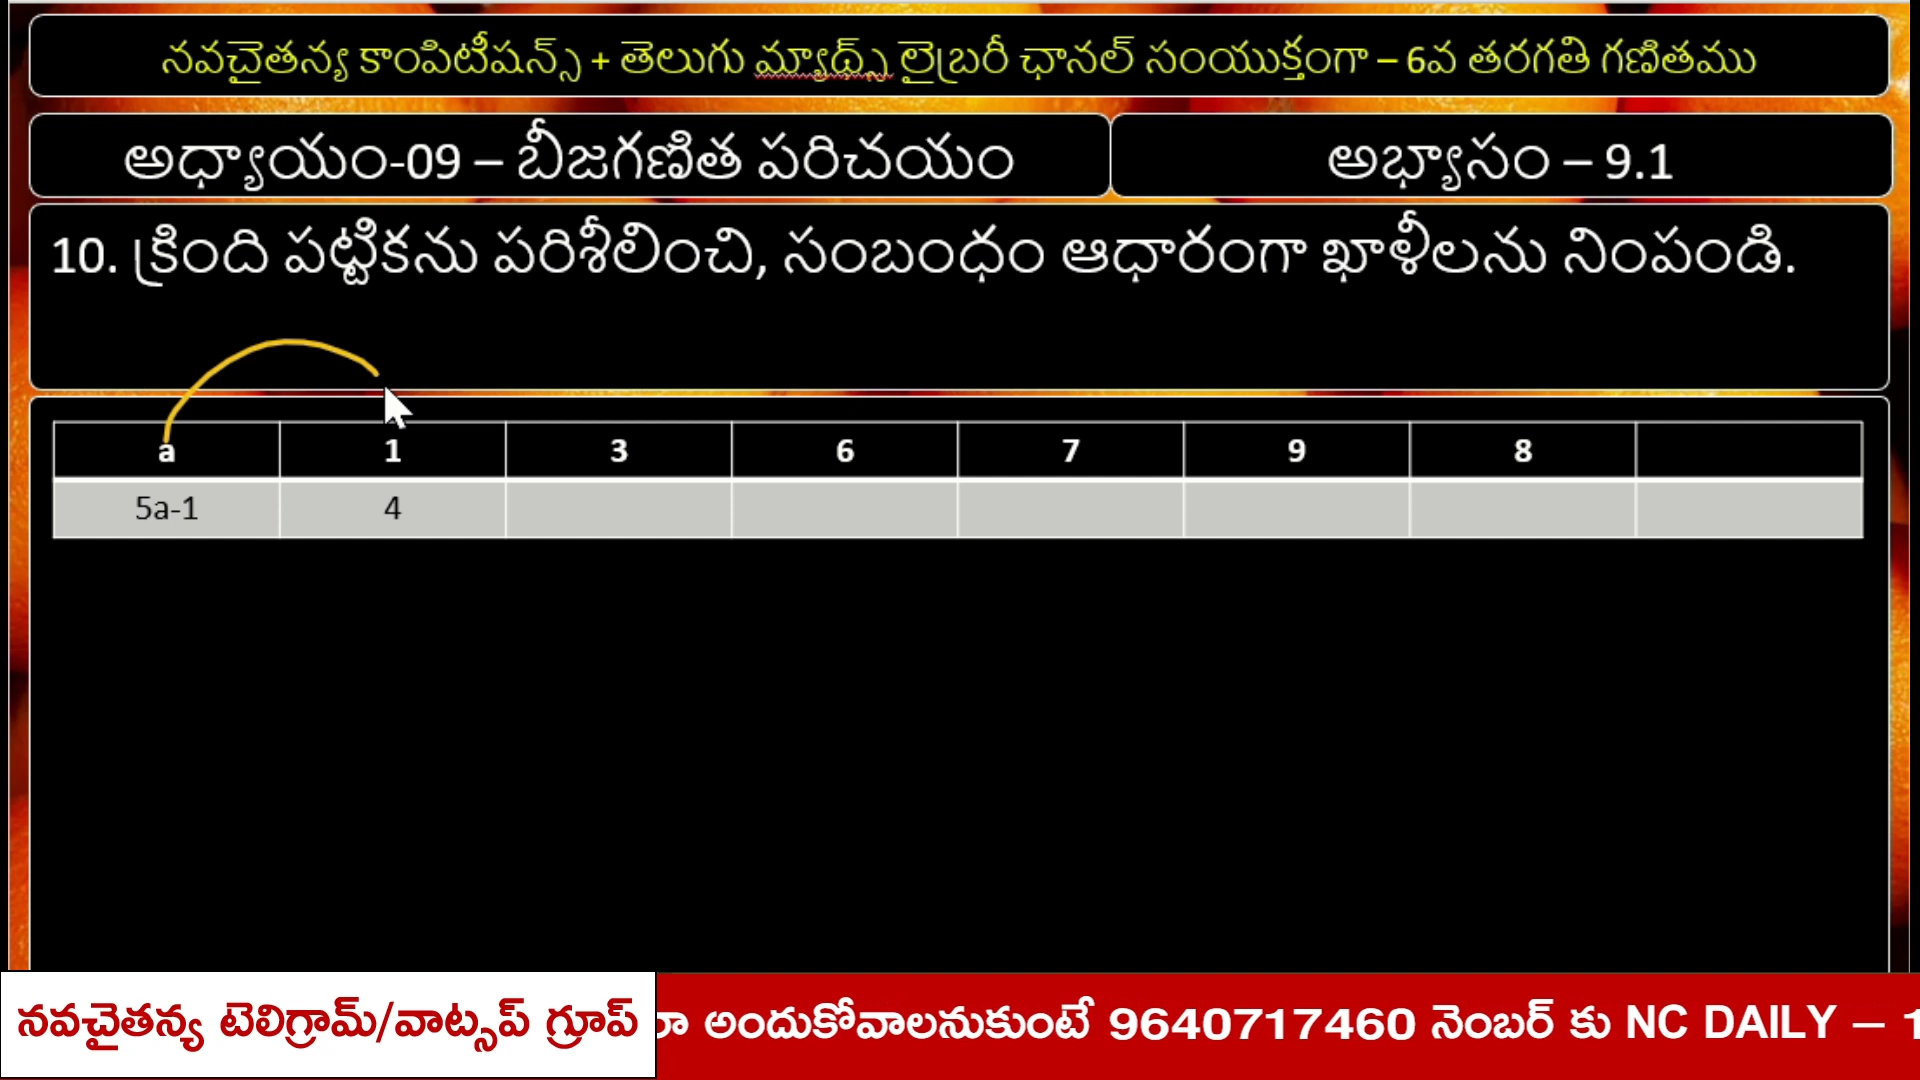 నవచైతన్య కాంపిటీషన్స్ + తెలుగు మ్యాథ్స్ లైబ్రరీ ఛానల్ సంయుక్తంగా – 6వ తరగతి గణితము
అధ్యాయం-09 – బీజగణిత పరిచయం
అభ్యాసం – 9.1
10. క్రింది పట్టికను పరిశీలించి, సంబంధం ఆధారంగా ఖాళీలను నింపండి.
a 1 3 6 7 9 8
5a-1 4
నవచైతన్య టెలిగ్రామ్/వాట్సప్ గ్రూప్
రా అందుకోవాలనుకుంటే 9640717460 నెంబర్ కు NC DAILY – 1